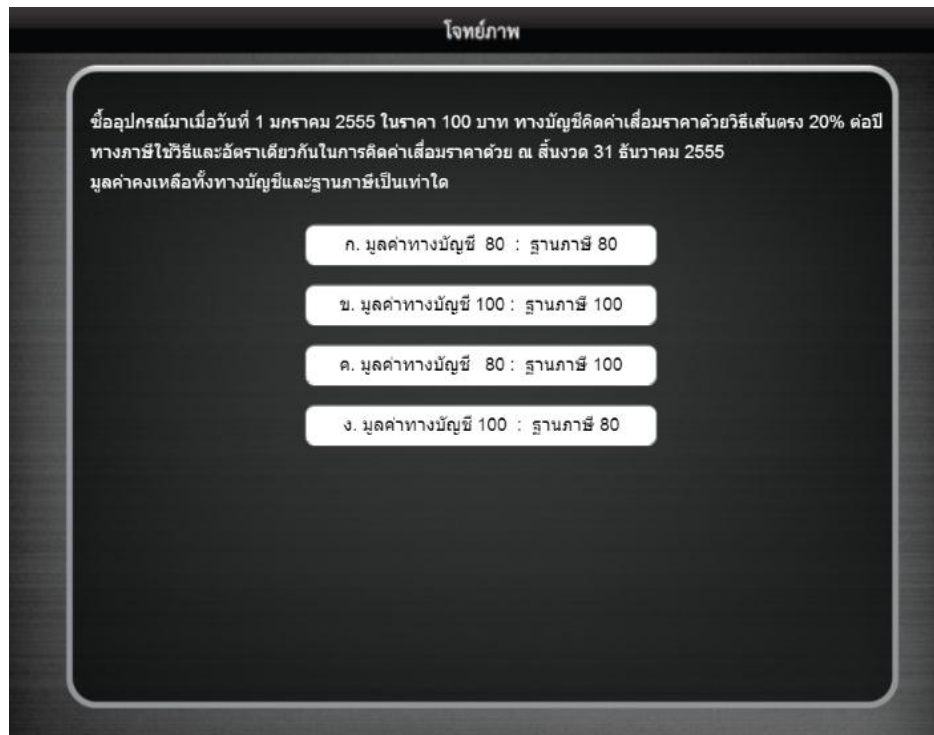 โจทย์ภาพ
ซื้ออุปกรณ์มาเมื่อวันที่ 1 มกราคม 2555 ในราคา 100 บาท ทางบัญชีคิดค่าเสื่อมราคาด้วยวิธีเส้นตรง 20% ต่อปี
ทางภาษีใช้วิธีและอัตราเดียวกันในการคิดค่าเสื่อมราคาด้วย ณ สิ้นงวด 31 ธันวาคม 2555
มูลค่าคงเหลือทั้งทางบัญชีและฐานภาษีเป็นเท่าใด
ก. มูลค่าทางบัญชี 80 : ฐานภาษี 80
ข. มูลค่าทางบัญชี 100 : ฐานภาษี 100
ค. มูลค่าทางบัญชี 80 : ฐานภาษี 100
ง. มูลค่าทางบัญชี 100 : ฐานภาษี 80